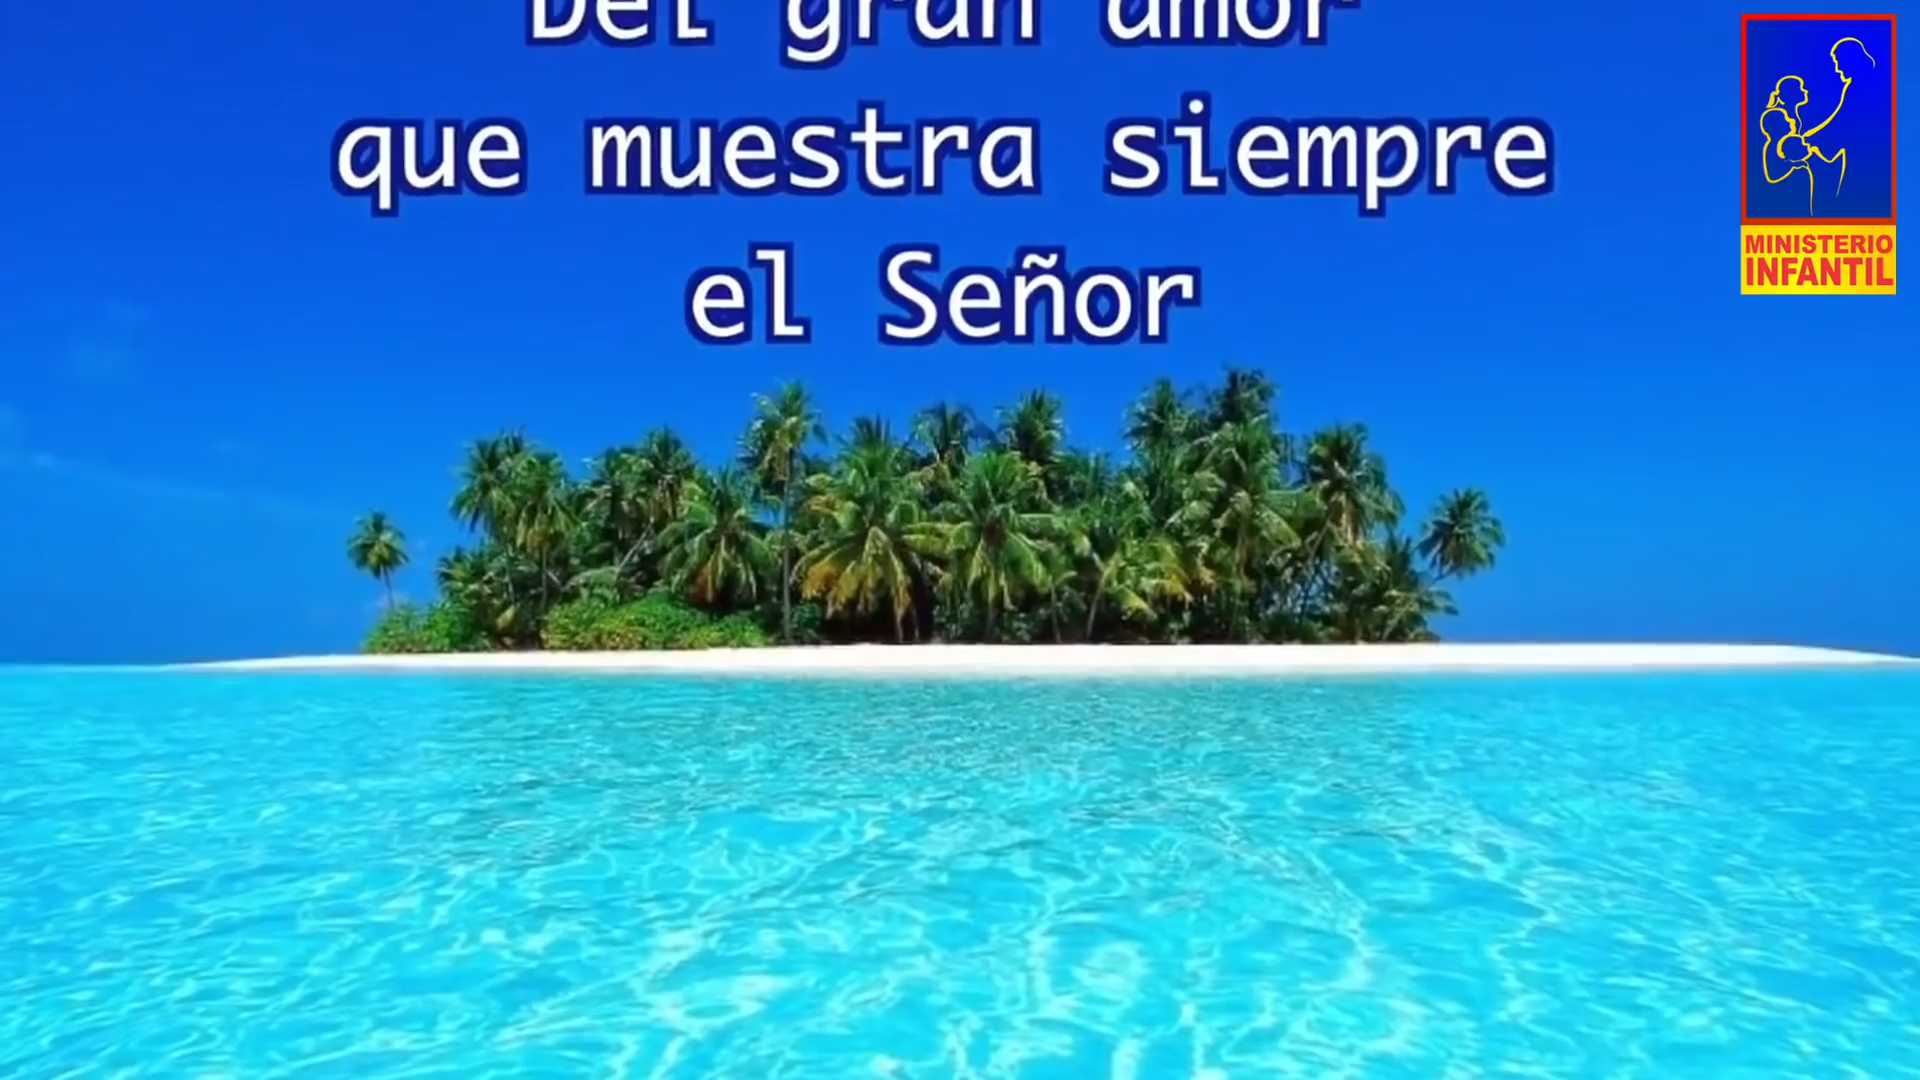 Del gran amor
que muestra siempre
el Señor
MINISTERIO
INFANTIL